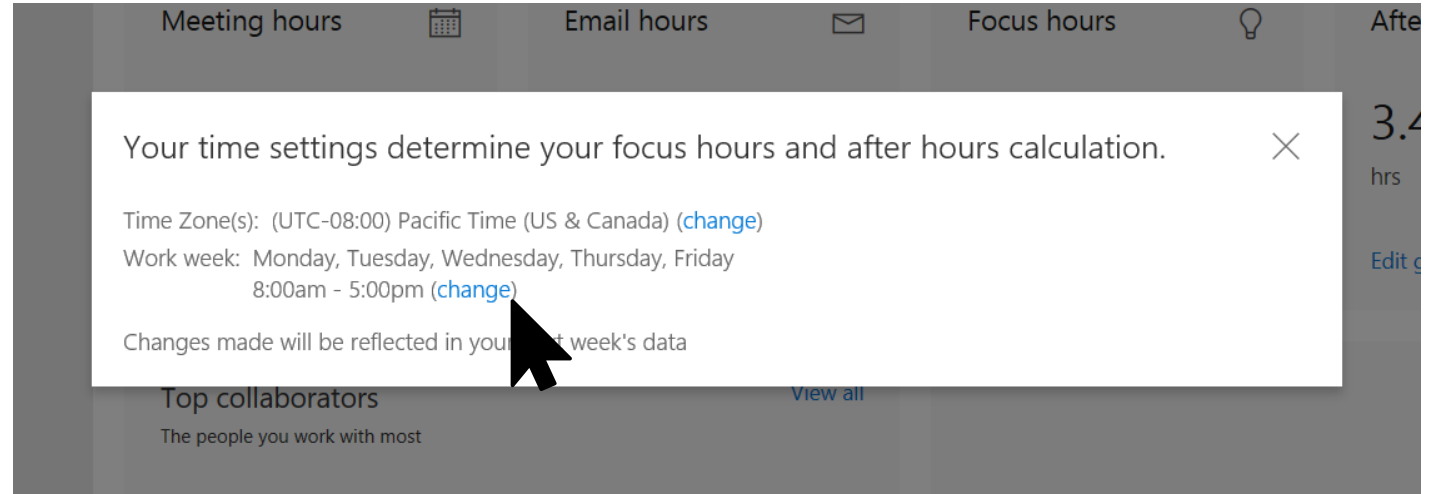 Meeting hours
Email hours
Focus hours
Afte
Your time settings determine your focus hours and after hours calculation.
3.4
hrs
Time Zone(s): (UTC-08:00) Pacific Time (US & Canada) (change)
Work week: Monday, Tuesday, Wednesday, Thursday, Friday
8:00am - 5:00pm (change)
Edit g
Changes made will be reflected in your week's data
Top collaborators
View all
The people you work with most